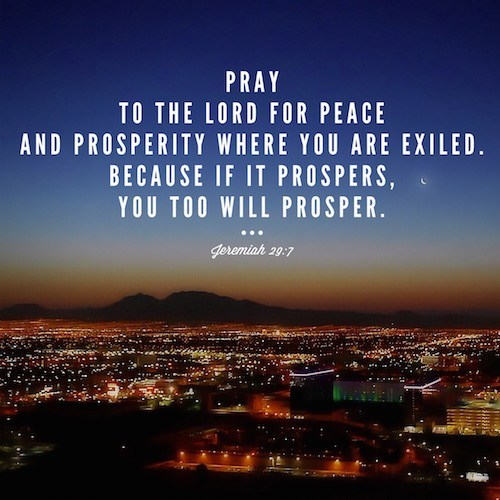 PRAY
TO THE LORD FOR PEACE
AND PROSPERITY WHERE YOU ARE EXILED.
BECAUSE IF IT PROSPERS,
YOU TOO WILL PROSPER.
Jeremiah 29:7